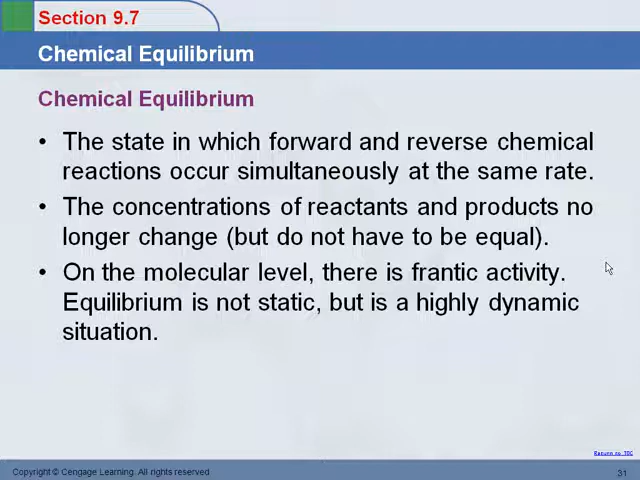 Section 9.7
Chemical Equilibrium
Chemical Equilibrium
• The state in which forward and reverse chemical
reactions occur simultaneously at the same rate.
• The concentrations of reactants and products no
longer change (but do not have to be equal).
• On the molecular level, there is frantic activity.
Equilibrium is not static, but is a highly dynamic
situation.
Return to TOC
Copyright © Cengage Learning. All rights reserved
31